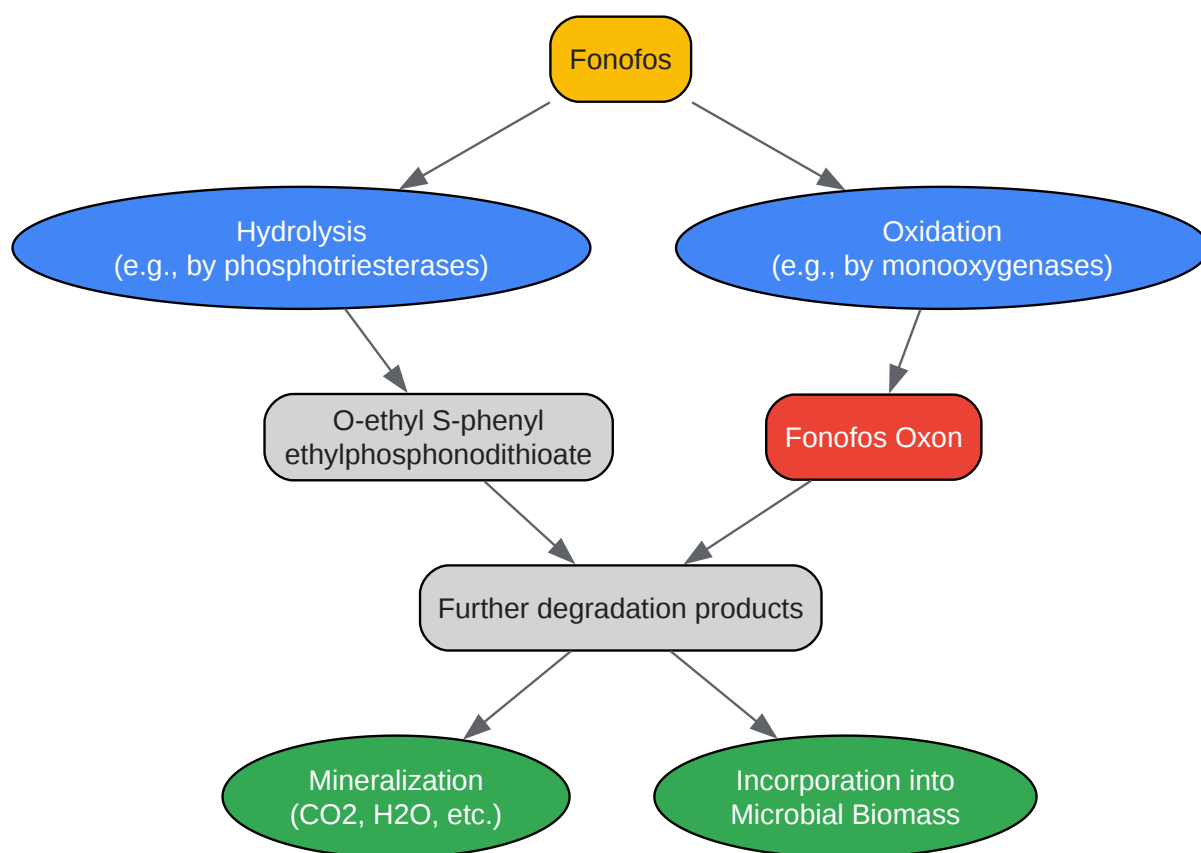 Fonofos
Hydrolysis
(e.g., by phosphotriesterases)
Oxidation
(e.g., by monooxygenases)
O-ethyl S-phenyl
ethylphosphonodithioate
Fonofos Oxon
Further degradation products
Mineralization
(CO2, H2O, etc.)
Incorporation into
Microbial Biomass